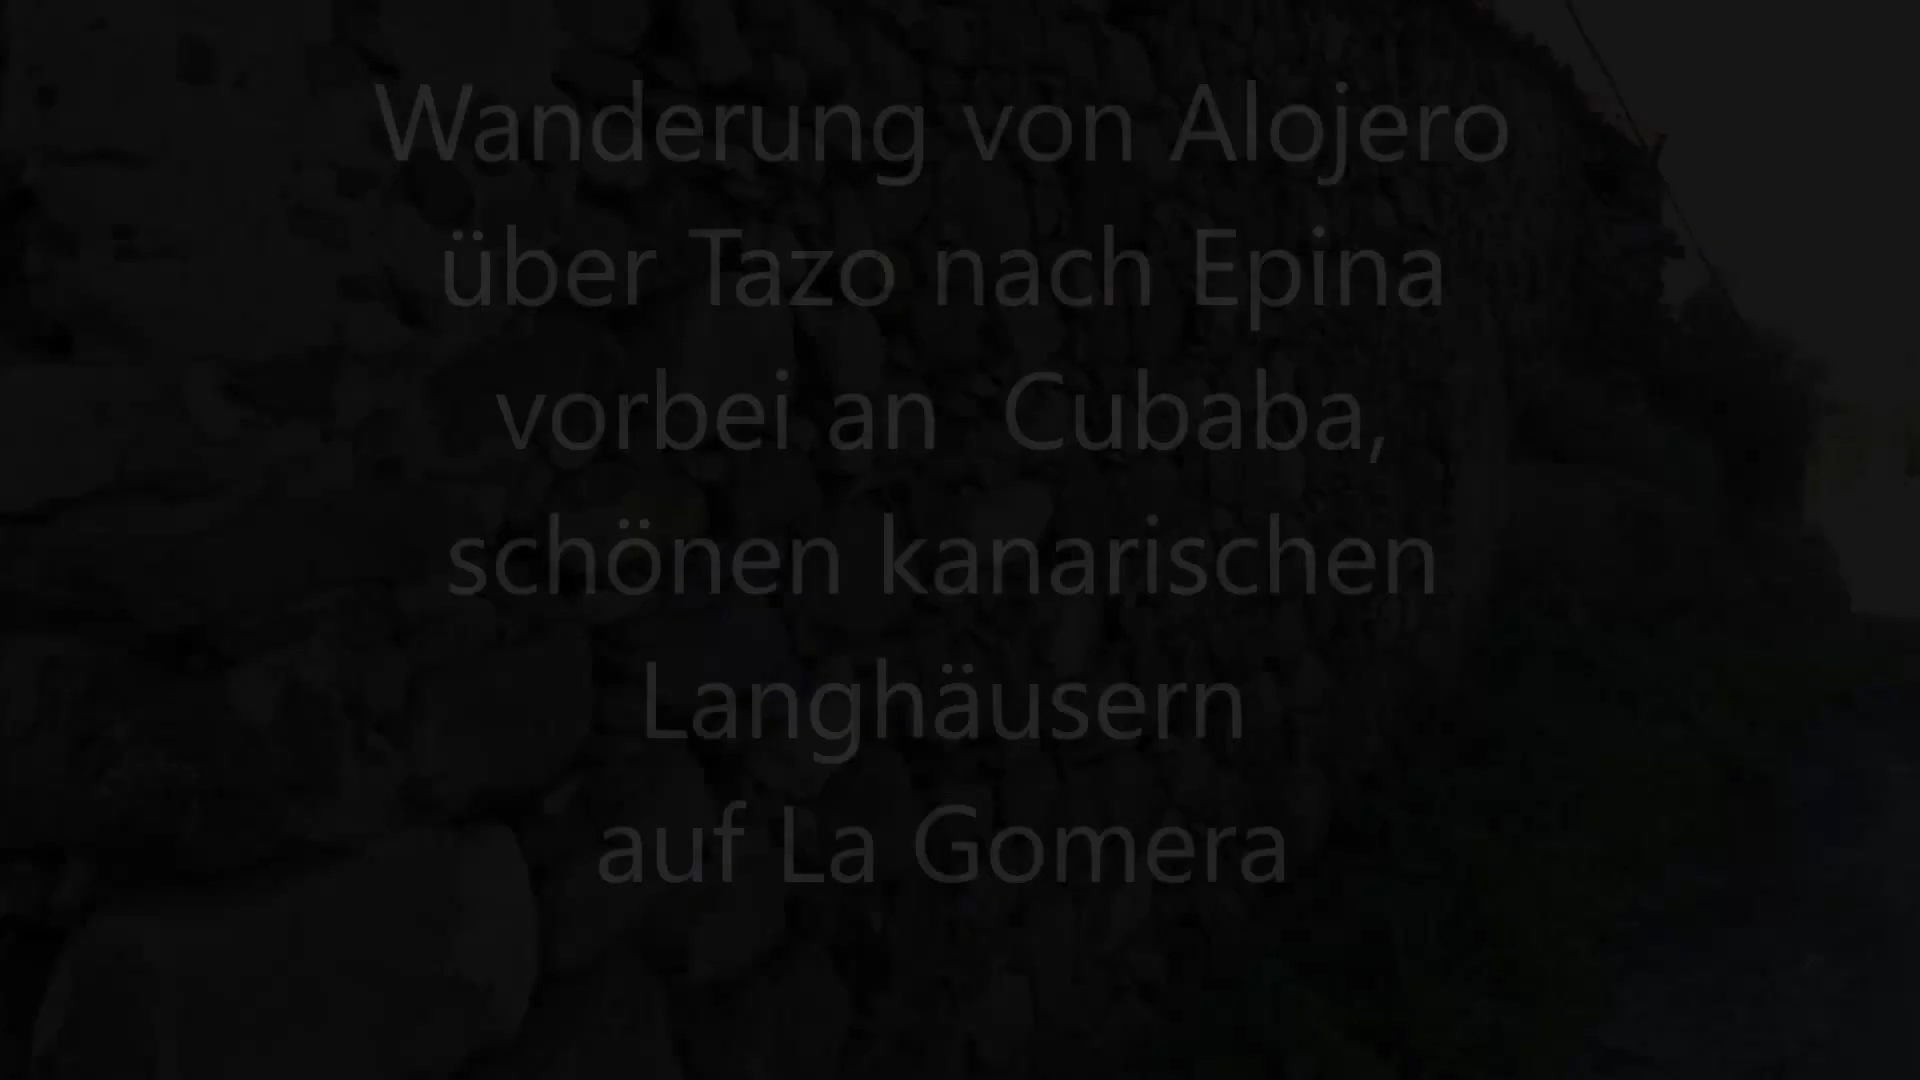 Wanderung von Alojero
über Tazo nach Epina
vorbei an  Cubaba,
schönen kanarischen
Langhäusern
auf La Gomera